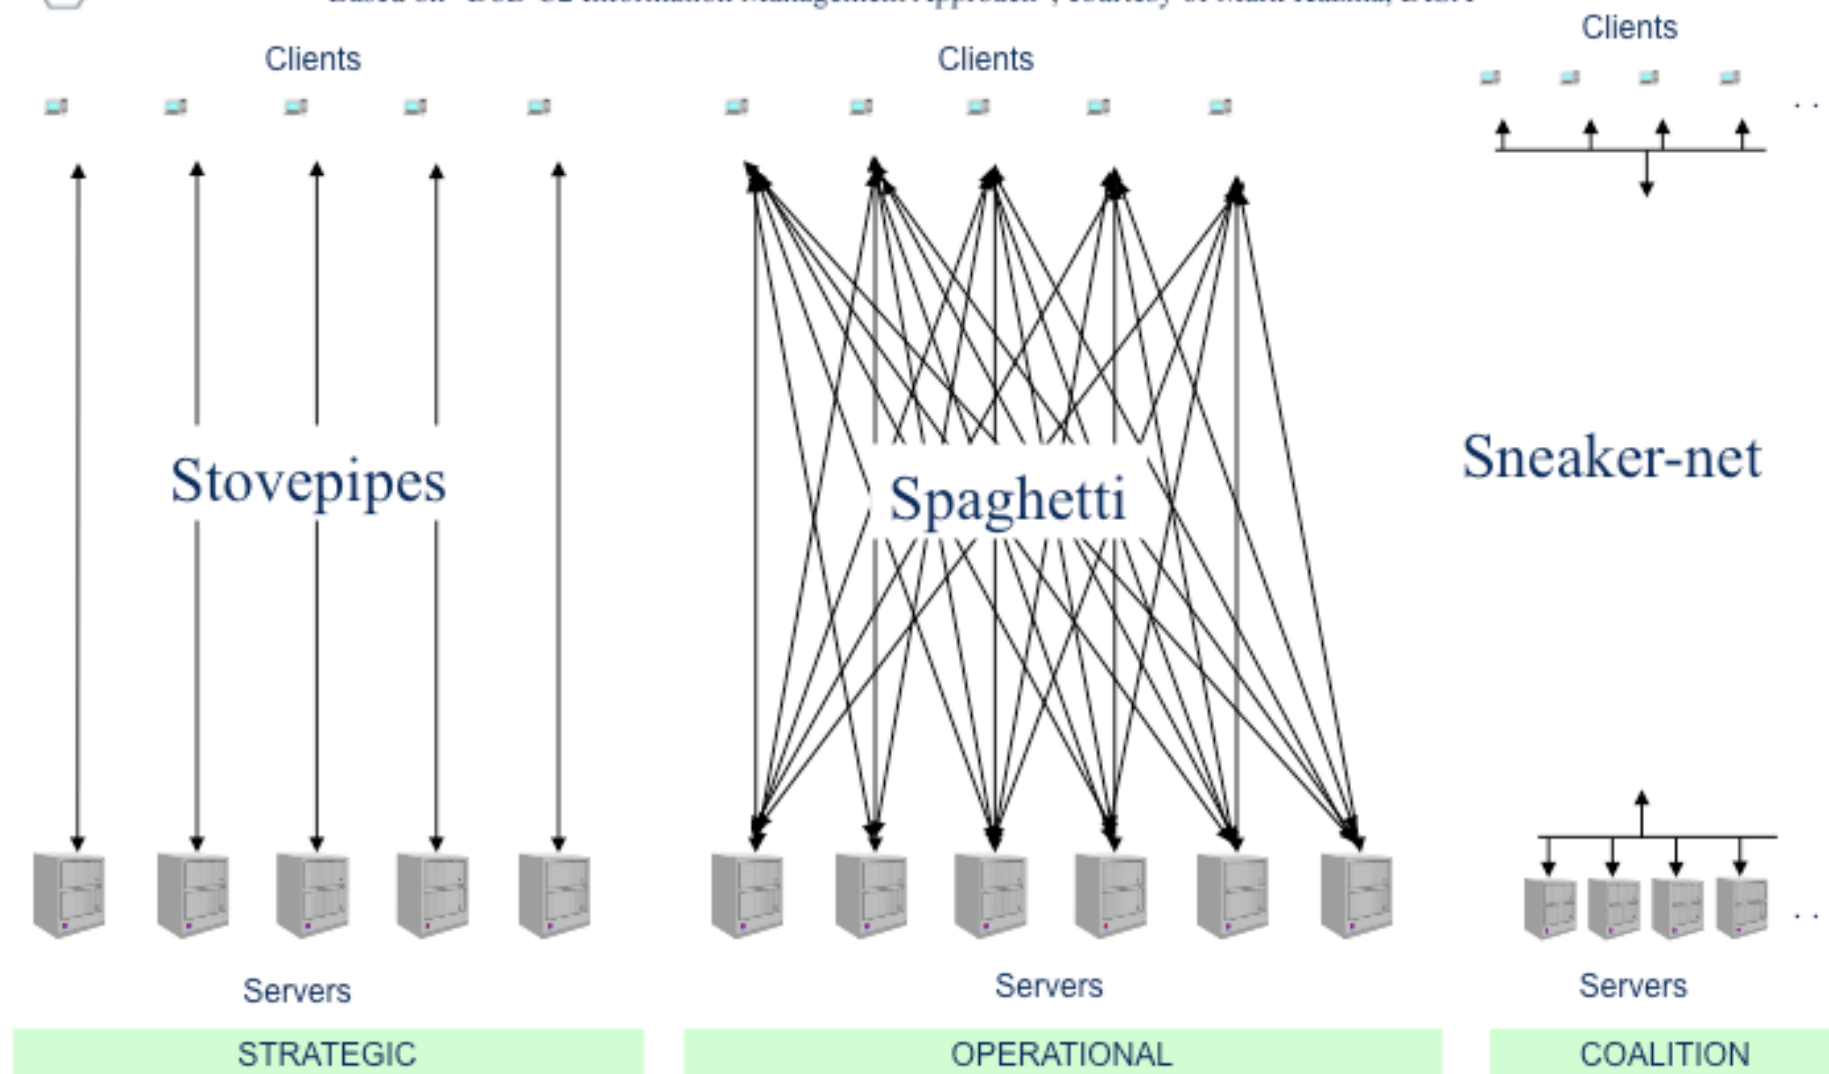 Clients
Clients
Clients
. .
Stovepipes
Spaghetti
Sneaker-net
. .
Servers
Servers
Servers
STRATEGIC
OPERATIONAL
COALITION